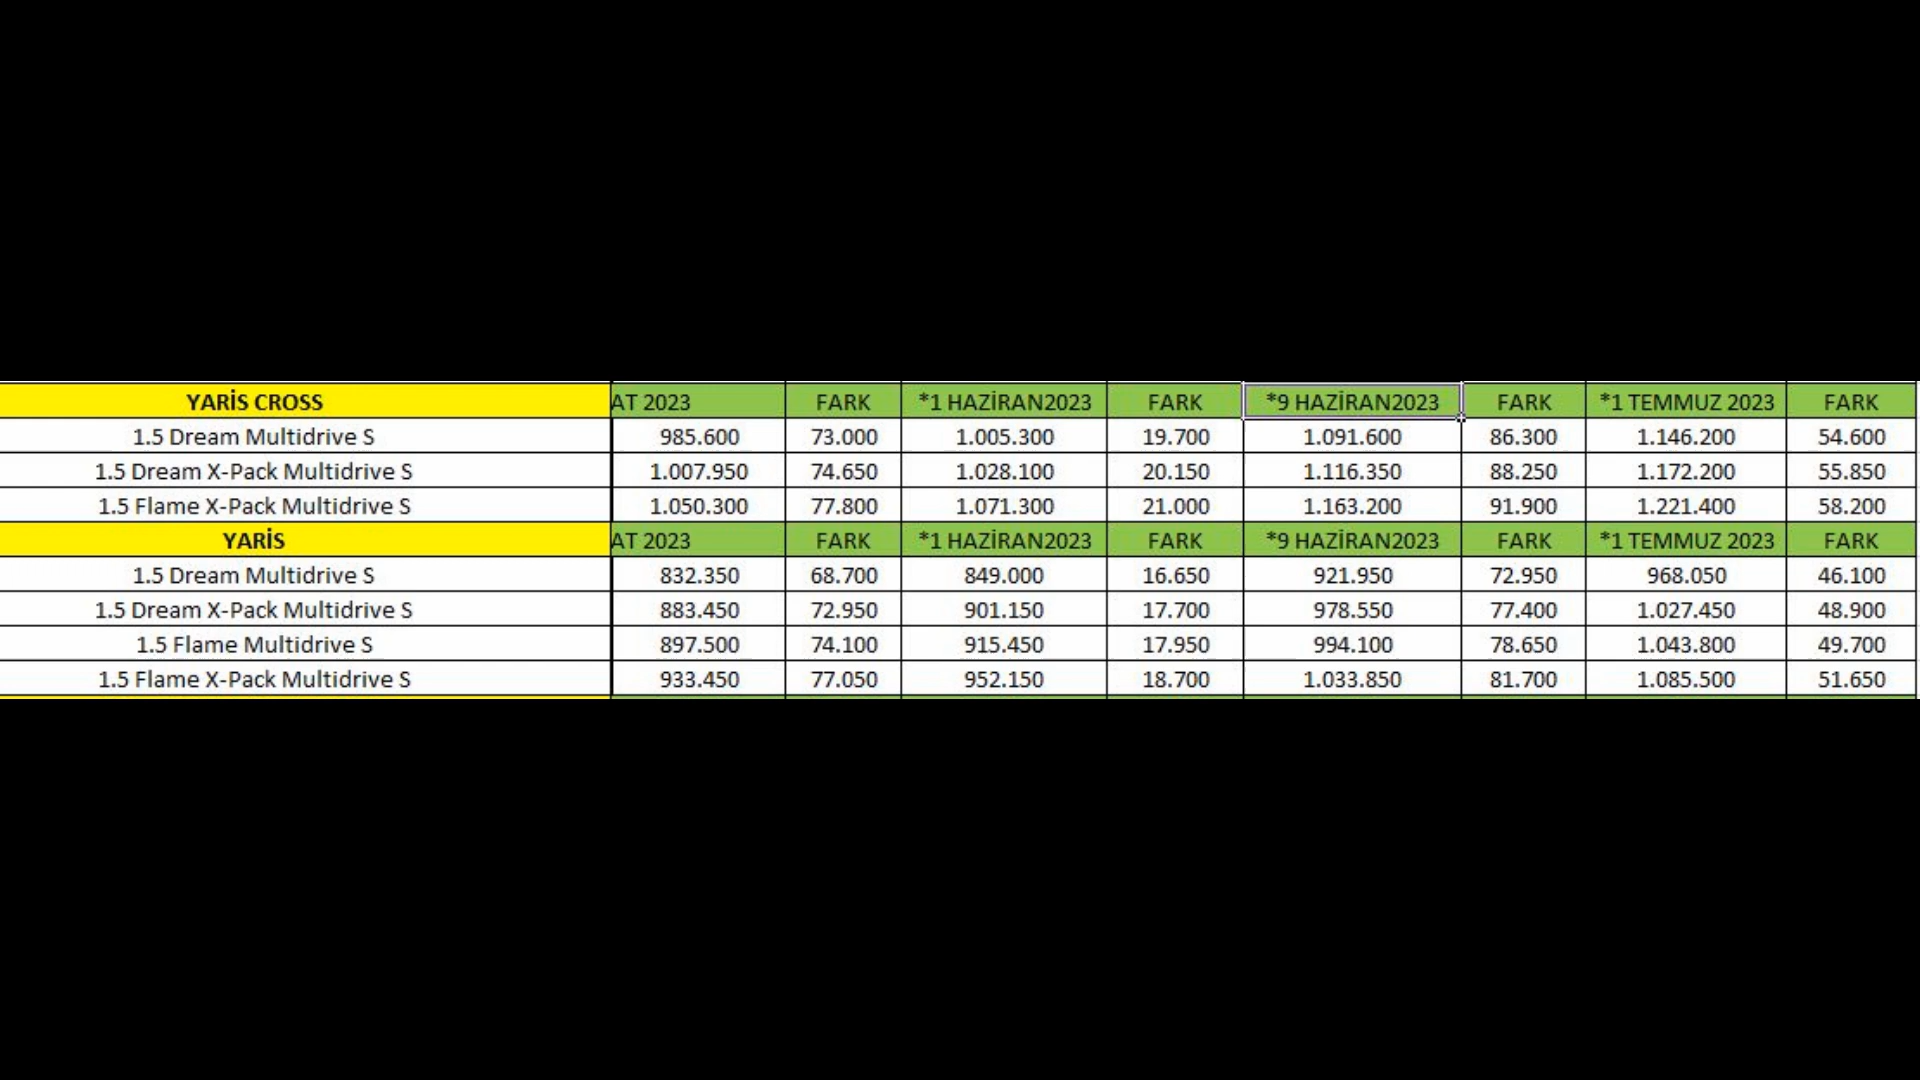 YARİS CROSS AT 2023 FARK *1 HAZİRAN2023 FARK *9 HAZİRAN2023 FARK *1 TEMMUZ 2023 FARK
1.5 Dream Multidrive S 985.600 73.000 1.005.300 19.700 1.091.600 86.300 1.146.200 54.600
1.5 Dream X-Pack Multidrive S 1.007.950 74.650 1.028.100 20.150 1.116.350 88.250 1.172.200 55.850
1.5 Flame X-Pack Multidrive S 1.050.300 77.800 1.071.300 21.000 1.163.200 91.900 1.221.400 58.200
YARİS AT 2023 FARK *1 HAZİRAN2023 FARK *9 HAZİRAN2023 FARK *1 TEMMUZ 2023 FARK
1.5 Dream Multidrive S 832.350 68.700 849.000 16.650 921.950 72.950 968.050 46.100
1.5 Dream X-Pack Multidrive S 883.450 72.950 901.150 17.700 978.550 77.400 1.027.450 48.900
1.5 Flame Multidrive S 897.500 74.100 915.450 17.950 994.100 78.650 1.043.800 49.700
1.5 Flame X-Pack Multidrive S 933.450 77.050 952.150 18.700 1.033.850 81.700 1.085.500 51.650